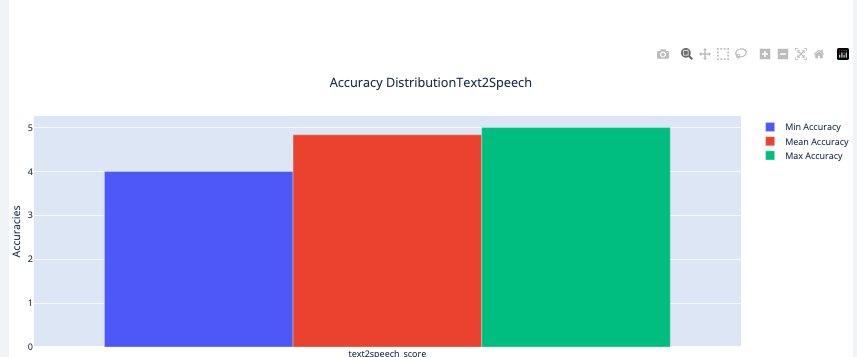 Accuracy DistributionText2Speech
Min Accuracy
Mean Accuracy
Max Accuracy
Accuracies
5
4
3
2
1
0
text2speech_score